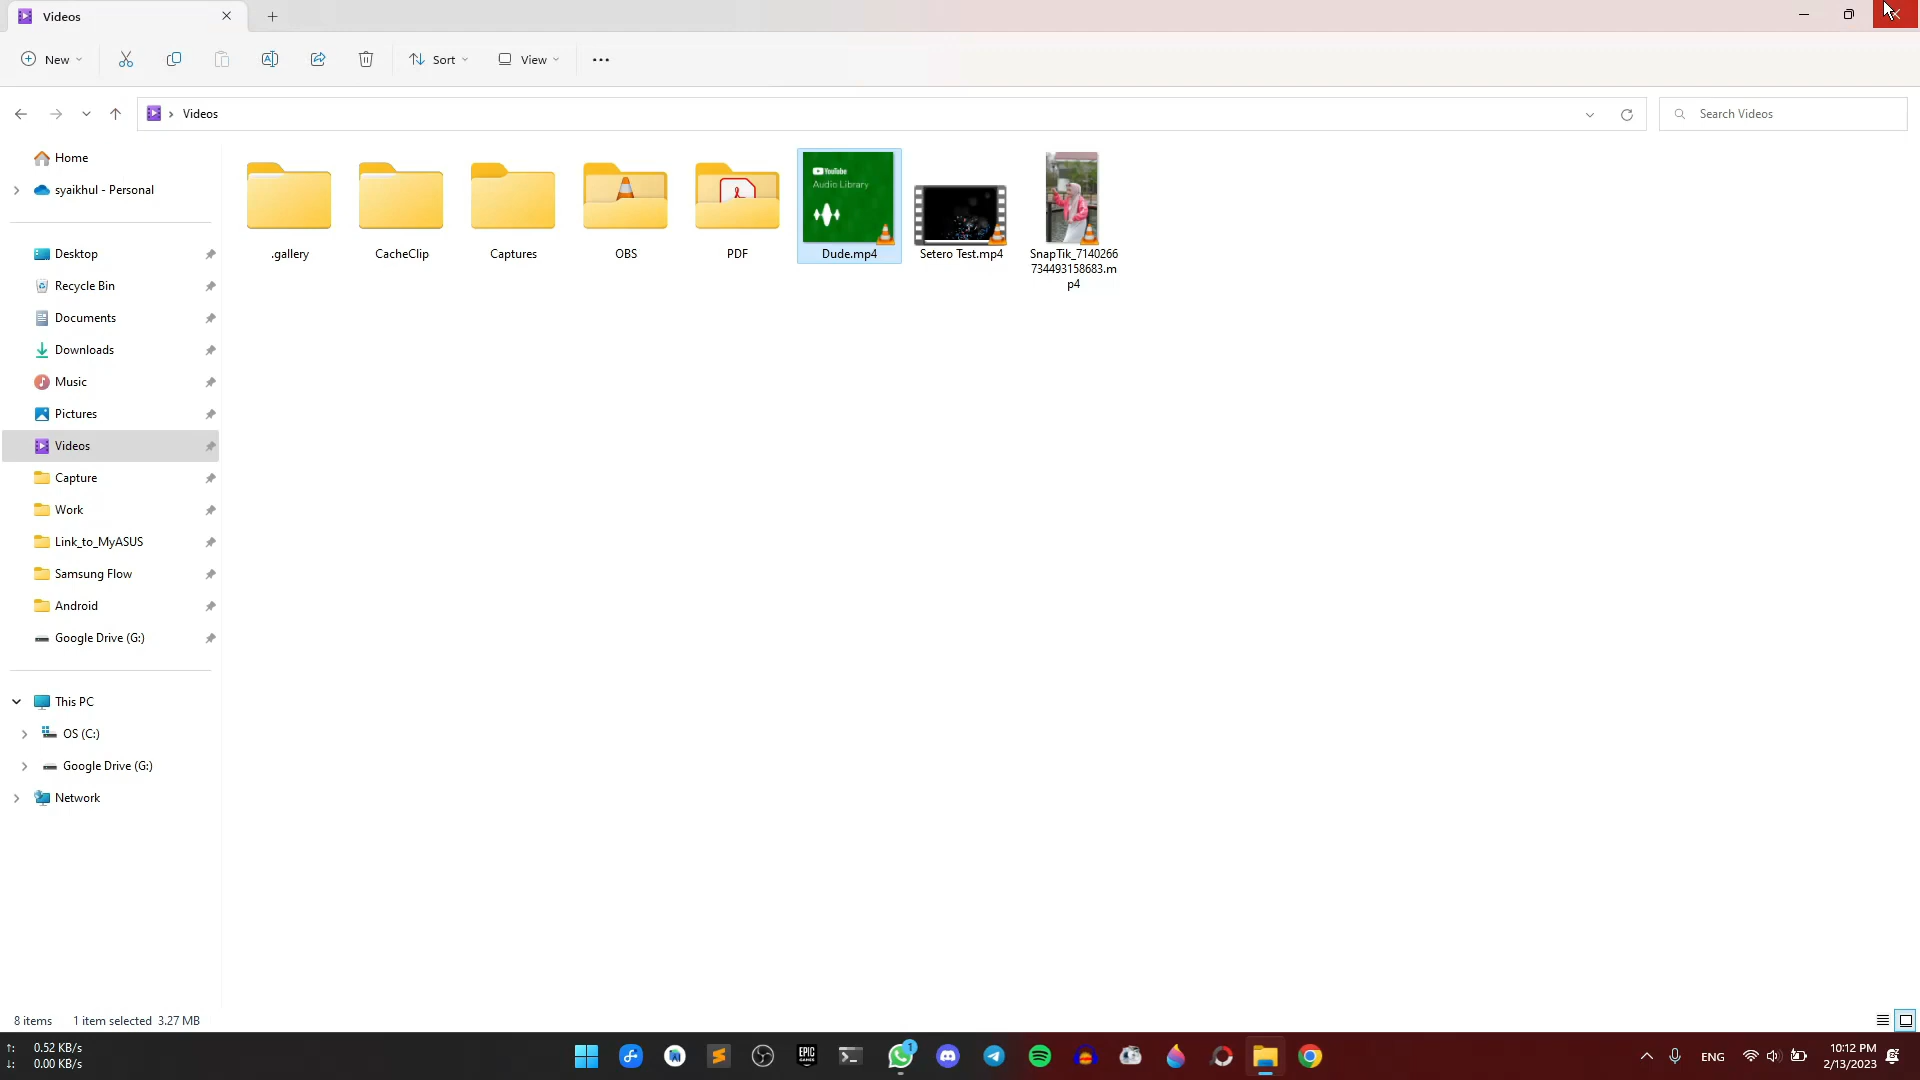 Videos
New
Sort
View
Videos
Search Videos
Home
syaikhul - Personal
Desktop
Recycle Bin
Documents
Downloads
Music
Pictures
Videos
Capture
Work
Link_to_MyASUS
Samsung Flow
Android
Google Drive (G:)
This PC
OS (C:)
Google Drive (G:)
Network
YouTube
Audio Library
.gallery
CacheClip
Captures
OBS
PDF
Dude.mp4
Setero Test.mp4
SnapTik_7140266
734493158683.m
p4
8 items
1 item selected 3.27 MB
↑: 0.52 KB/s
↓: 0.00 KB/s
EPIC
GAMES
1
ENG
10:12 PM
2/13/2023